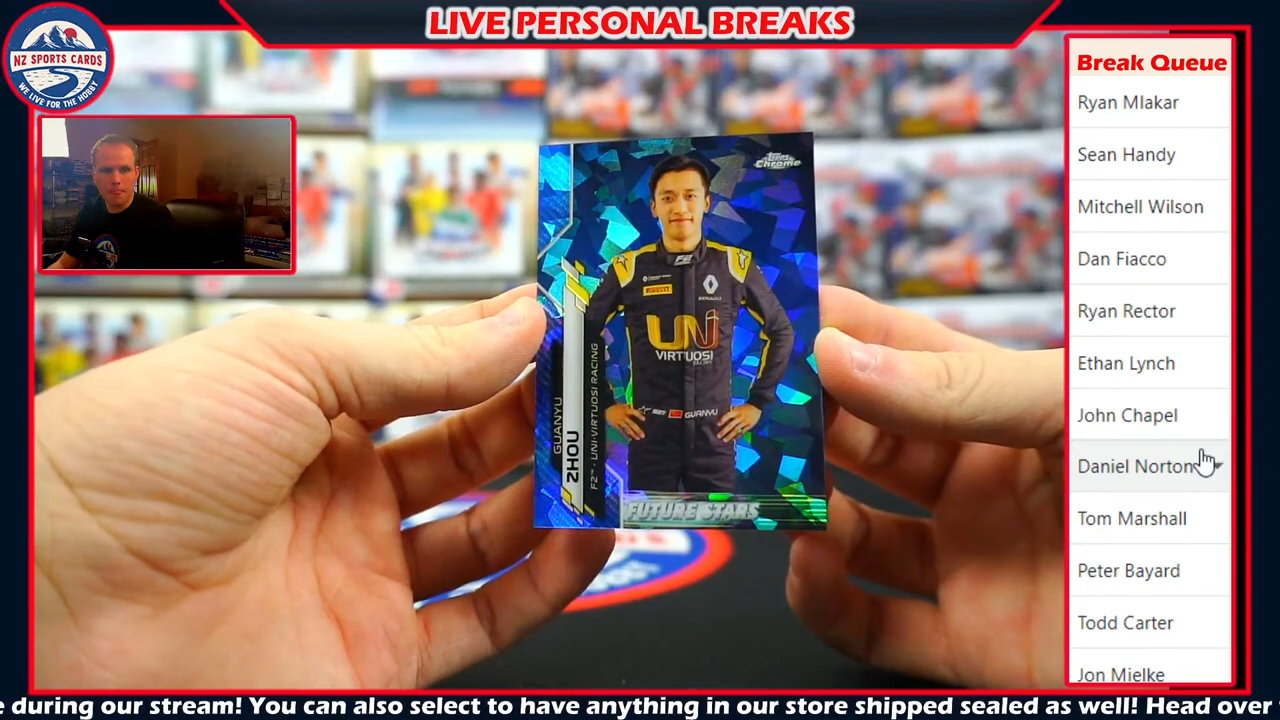 LIVE PERSONAL BREAKS
NZ SPORTS CARDS
WE LIVE FOR THE HOBBY
Break Queue
Ryan Mlakar
Sean Handy
Mitchell Wilson
Dan Fiacco
Ryan Rector
Ethan Lynch
John Chapel
Daniel Norton
Tom Marshall
Peter Bayard
Todd Carter
Jon Mielke
Topps
Chrome
F2
RENAULT
PIRELLI
UNi
VIRTUOSI
RACING
GUANYU
GUANYU
ZHOU
F2™ - UNI-VIRTUOSI RACING
FUTURE STARS
e during our stream! You can also select to have anything in our store shipped sealed as well! Head over